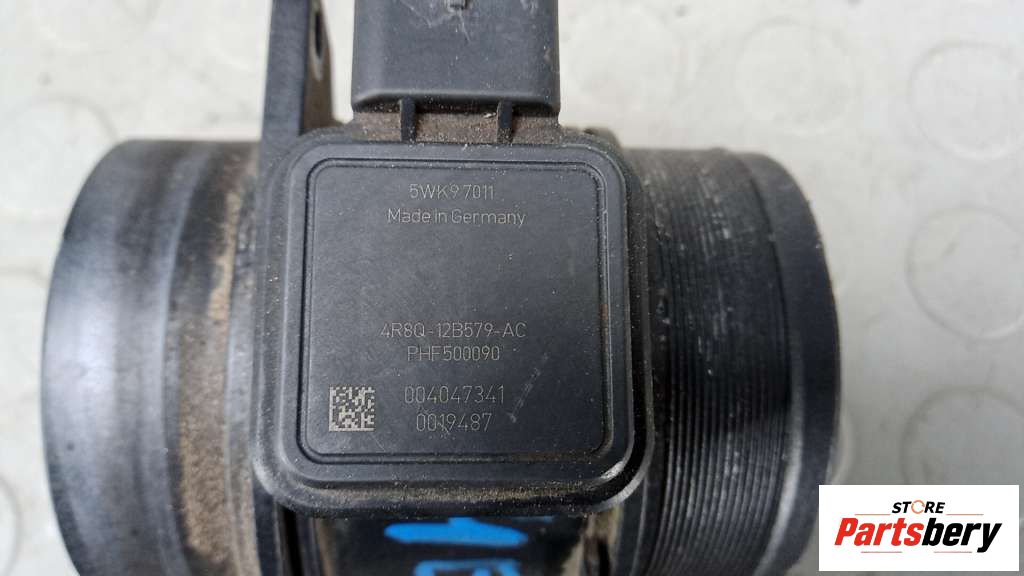 5WK9 7011
Made in Germany
4R8Q-12B579-AC
PHF500090
004047341
0019487
STORE
Partsbery